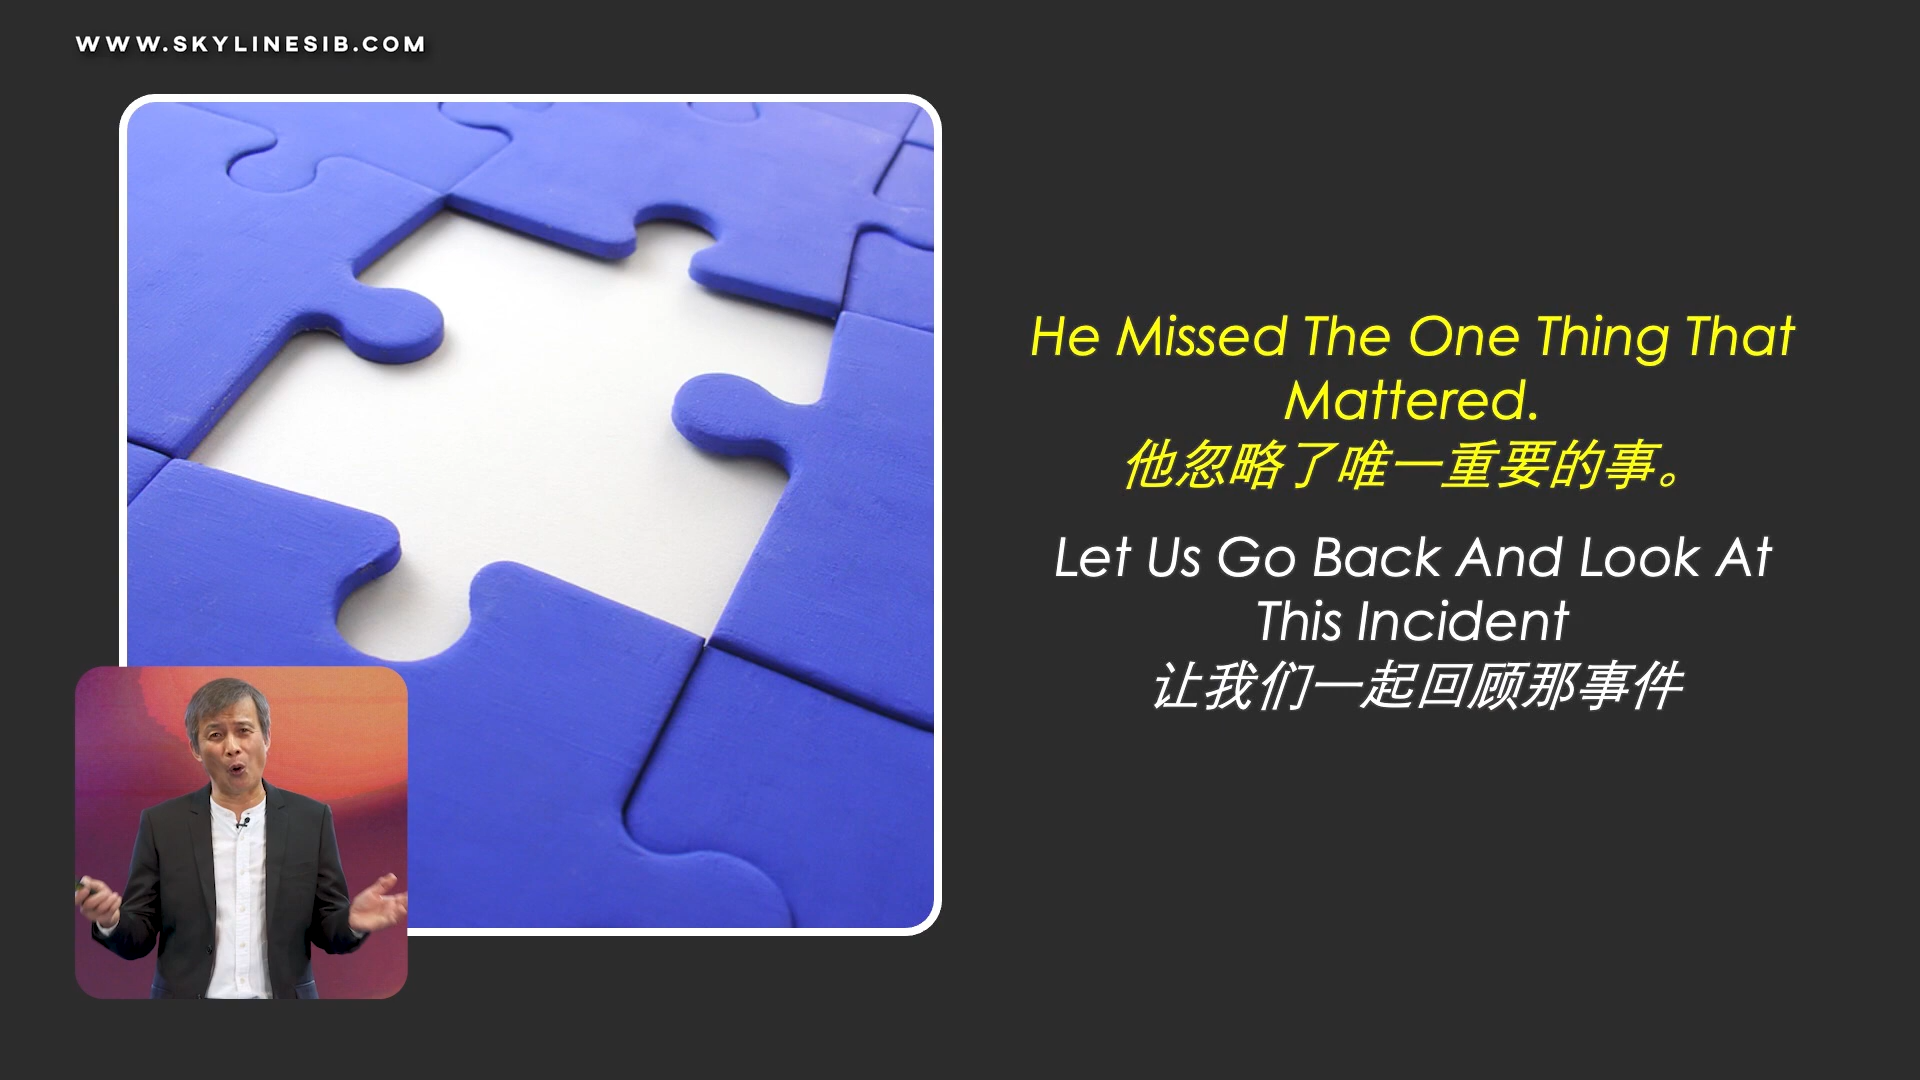 WWW.SKYLINESIB.COM
He Missed The One Thing That
Mattered.
他忽略了唯一重要的事。
Let Us Go Back And Look At
This Incident
让我们一起回顾那事件